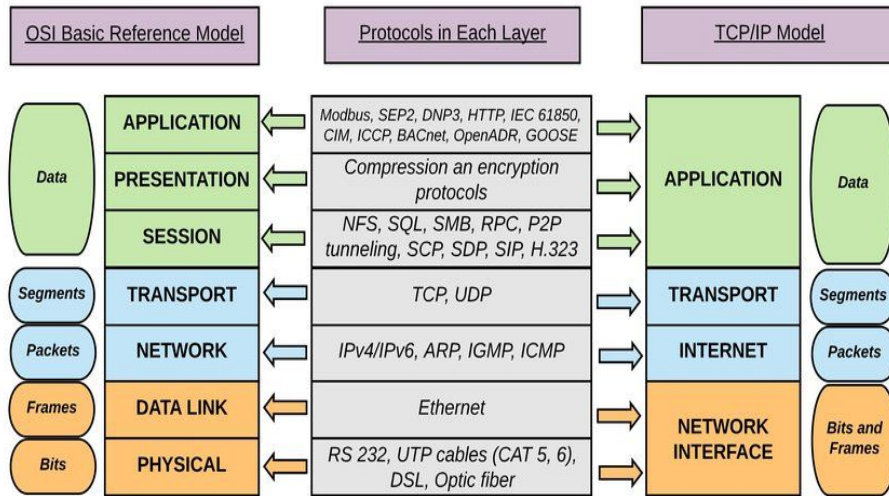 OSI Basic Reference Model
Protocols in Each Layer
TCP/IP Model
Data
APPLICATION
PRESENTATION
SESSION
Modbus, SEP2, DNP3, HTTP, IEC 61850,
CIM, ICCP, BACnet, OpenADR, GOOSE
Compression an encryption
protocols
NFS, SQL, SMB, RPC, P2P
tunneling, SCP, SDP, SIP, H.323
APPLICATION
Data
Segments
TRANSPORT
TCP, UDP
TRANSPORT
Segments
Packets
NETWORK
IPv4/IPv6, ARP, IGMP, ICMP
INTERNET
Packets
Frames
DATA LINK
Ethernet
Bits
PHYSICAL
RS 232, UTP cables (CAT 5, 6),
DSL, Optic fiber
NETWORK
INTERFACE
Bits and
Frames